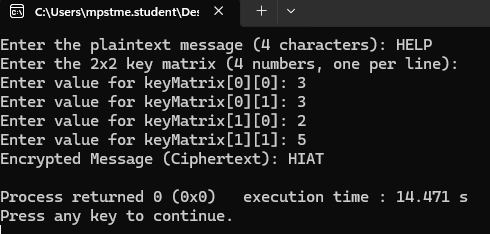 C:\Users\mpstme.student\Des
Enter the plaintext message (4 characters): HELP
Enter the 2x2 key matrix (4 numbers, one per line):
Enter value for keyMatrix[0][0]: 3
Enter value for keyMatrix[0][1]: 3
Enter value for keyMatrix[1][0]: 2
Enter value for keyMatrix[1][1]: 5
Encrypted Message (Ciphertext): HIAT
Process returned 0 (0x0)   execution time : 14.471 s
Press any key to continue.